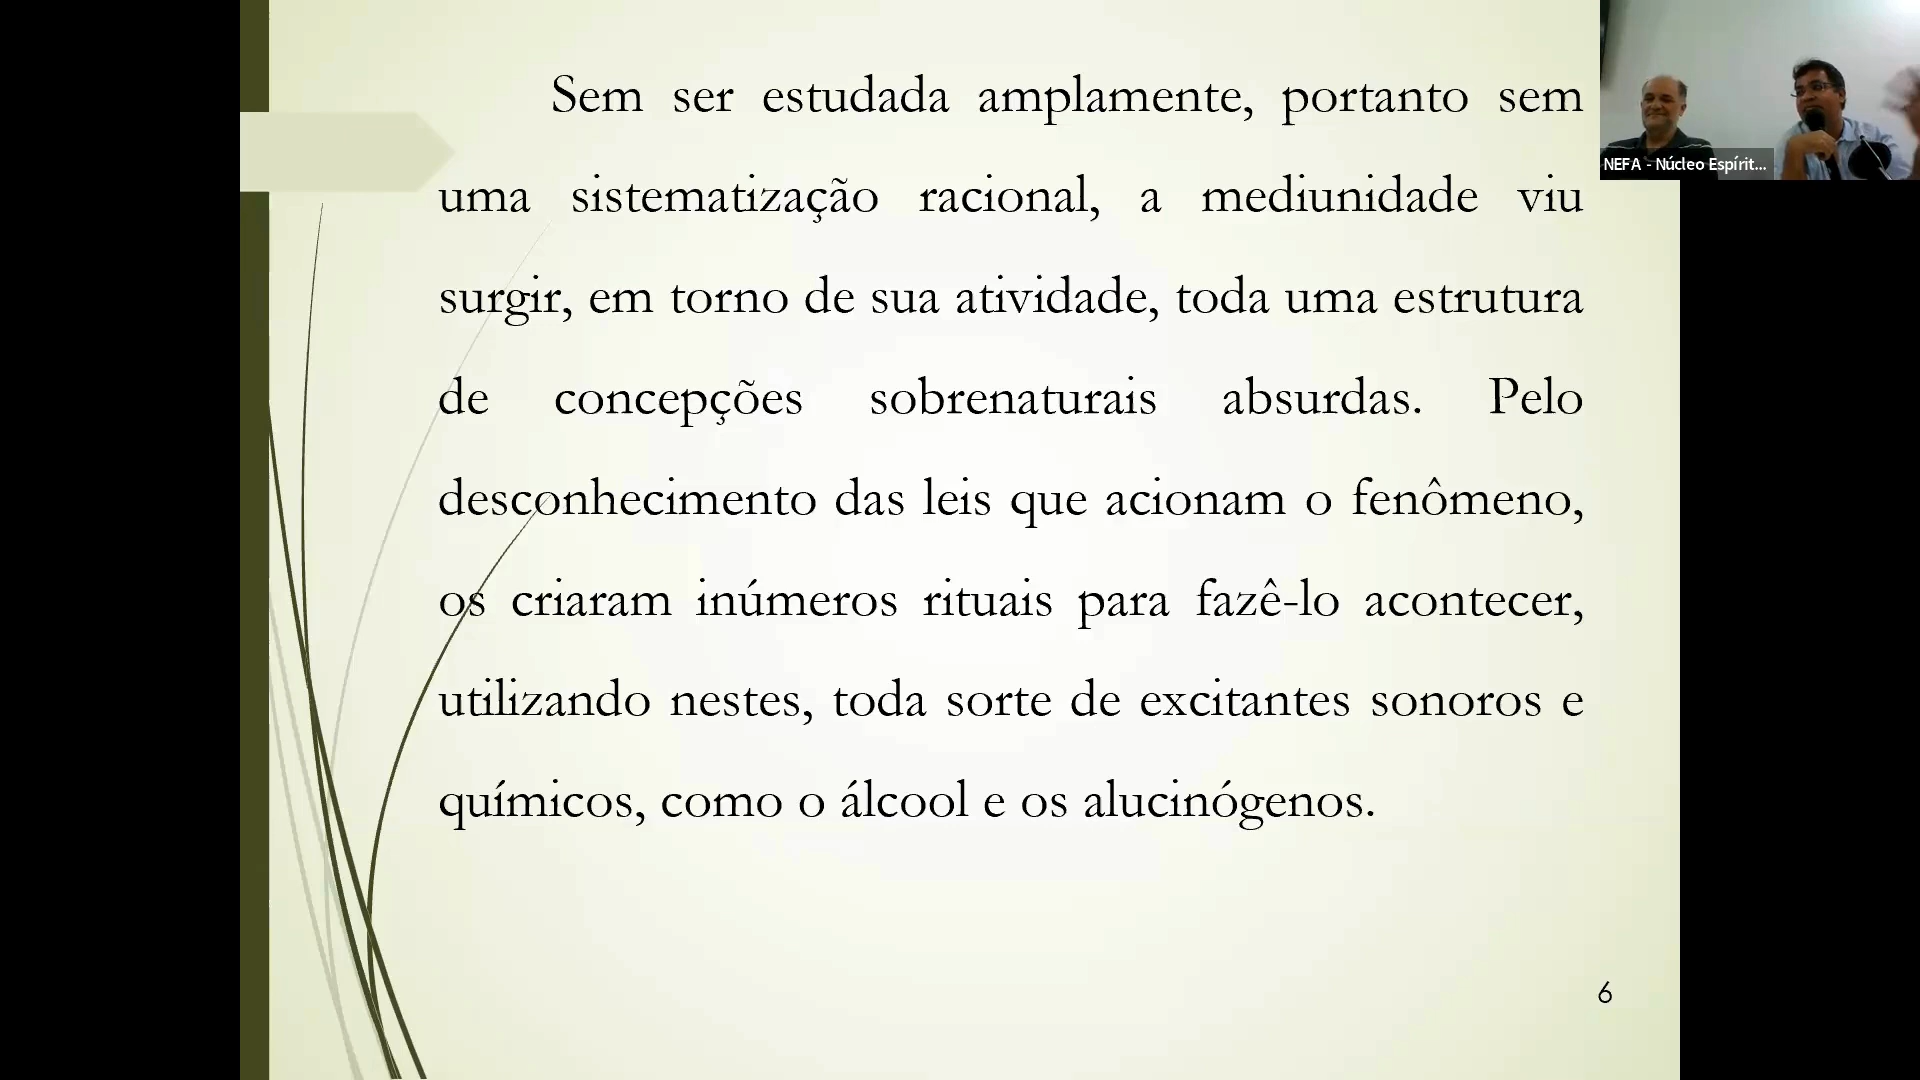 Sem ser estudada amplamente, portanto sem
uma sistematização racional, a mediunidade viu
surgir, em torno de sua atividade, toda uma estrutura
de concepções sobrenaturais absurdas. Pelo
desconhecimento das leis que acionam o fenômeno,
os criaram inúmeros rituais para fazê-lo acontecer,
utilizando nestes, toda sorte de excitantes sonoros e
químicos, como o álcool e os alucinógenos.
NEFA - Núcleo Espírit...
6